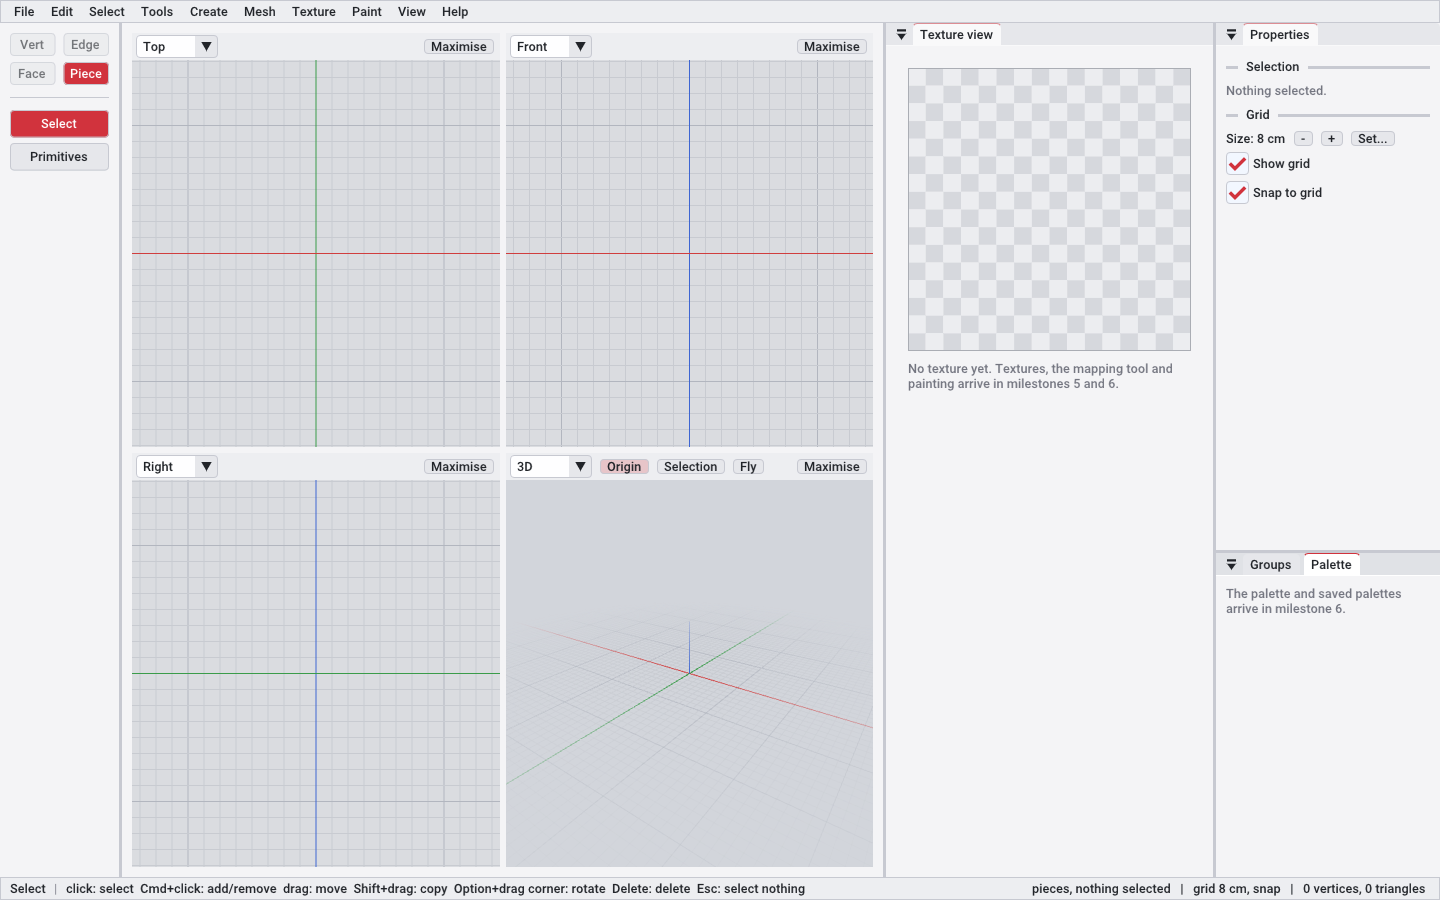 File Edit Select Tools Create Mesh Texture Paint View Help
Vert Edge
Face Piece
Select
Primitives
Top Maximise
Front Maximise
Right Maximise
3D Origin Selection Fly Maximise
Texture view
No texture yet. Textures, the mapping tool and
painting arrive in milestones 5 and 6.
Properties
Selection
Nothing selected.
Grid
Size: 8 cm - + Set...
Show grid
Snap to grid
Groups Palette
The palette and saved palettes
arrive in milestone 6.
Select | click: select Cmd+click: add/remove drag: move Shift+drag: copy Option+drag corner: rotate Delete: delete Esc: select nothing
pieces, nothing selected | grid 8 cm, snap | 0 vertices, 0 triangles